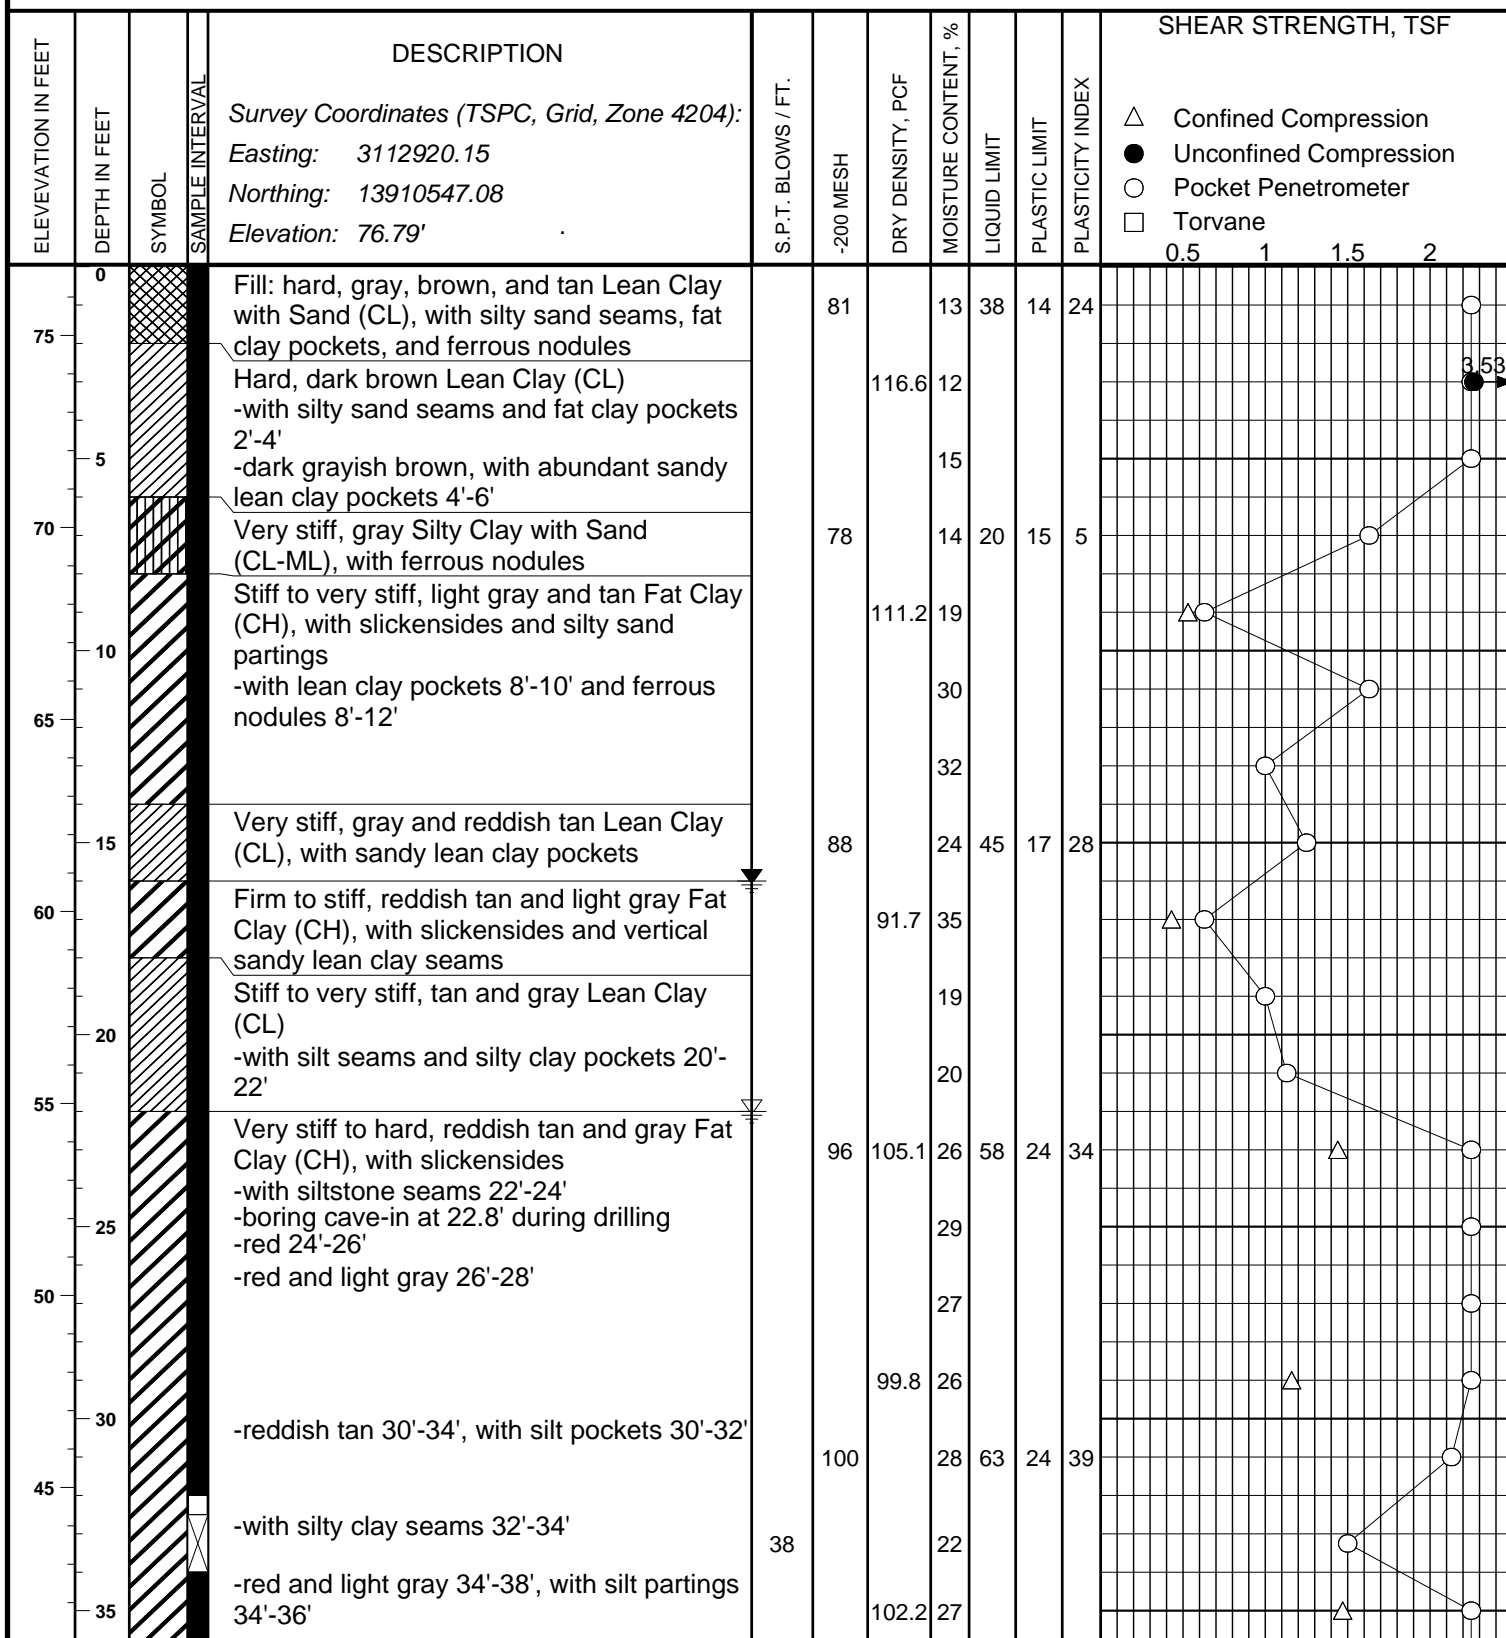 ELEVEVATION IN FEET
DEPTH IN FEET
SYMBOL
SAMPLE INTERVAL
DESCRIPTION
Survey Coordinates (TSPC, Grid, Zone 4204):
Easting: 3112920.15
Northing: 13910547.08
Elevation: 76.79' .
S.P.T. BLOWS / FT.
-200 MESH
DRY DENSITY, PCF
MOISTURE CONTENT, %
LIQUID LIMIT
PLASTIC LIMIT
PLASTICITY INDEX
SHEAR STRENGTH, TSF
Confined Compression
Unconfined Compression
Pocket Penetrometer
Torvane
0.5 1 1.5 2
0
Fill: hard, gray, brown, and tan Lean Clay
with Sand (CL), with silty sand seams, fat
clay pockets, and ferrous nodules
81 13 38 14 24
75
Hard, dark brown Lean Clay (CL)
-with silty sand seams and fat clay pockets
2'-4'
116.6 12
3.53
-dark grayish brown, with abundant sandy
lean clay pockets 4'-6'
5
15
70
Very stiff, gray Silty Clay with Sand
(CL-ML), with ferrous nodules
78 14 20 15 5
Stiff to very stiff, light gray and tan Fat Clay
(CH), with slickensides and silty sand
partings
111.2 19
10
-with lean clay pockets 8'-10' and ferrous
nodules 8'-12'
30
65
32
Very stiff, gray and reddish tan Lean Clay
(CL), with sandy lean clay pockets
15
88 24 45 17 28
60
Firm to stiff, reddish tan and light gray Fat
Clay (CH), with slickensides and vertical
sandy lean clay seams
91.7 35
Stiff to very stiff, tan and gray Lean Clay
(CL)
19
20
-with silt seams and silty clay pockets 20'-
22'
20
55
Very stiff to hard, reddish tan and gray Fat
Clay (CH), with slickensides
96 105.1 26 58 24 34
-with siltstone seams 22'-24'
-boring cave-in at 22.8' during drilling
25
29
-red 24'-26'
-red and light gray 26'-28'
50
27
99.8 26
30
-reddish tan 30'-34', with silt pockets 30'-32'
100 28 63 24 39
45
-with silty clay seams 32'-34'
38 22
-red and light gray 34'-38', with silt partings
34'-36'
35
102.2 27